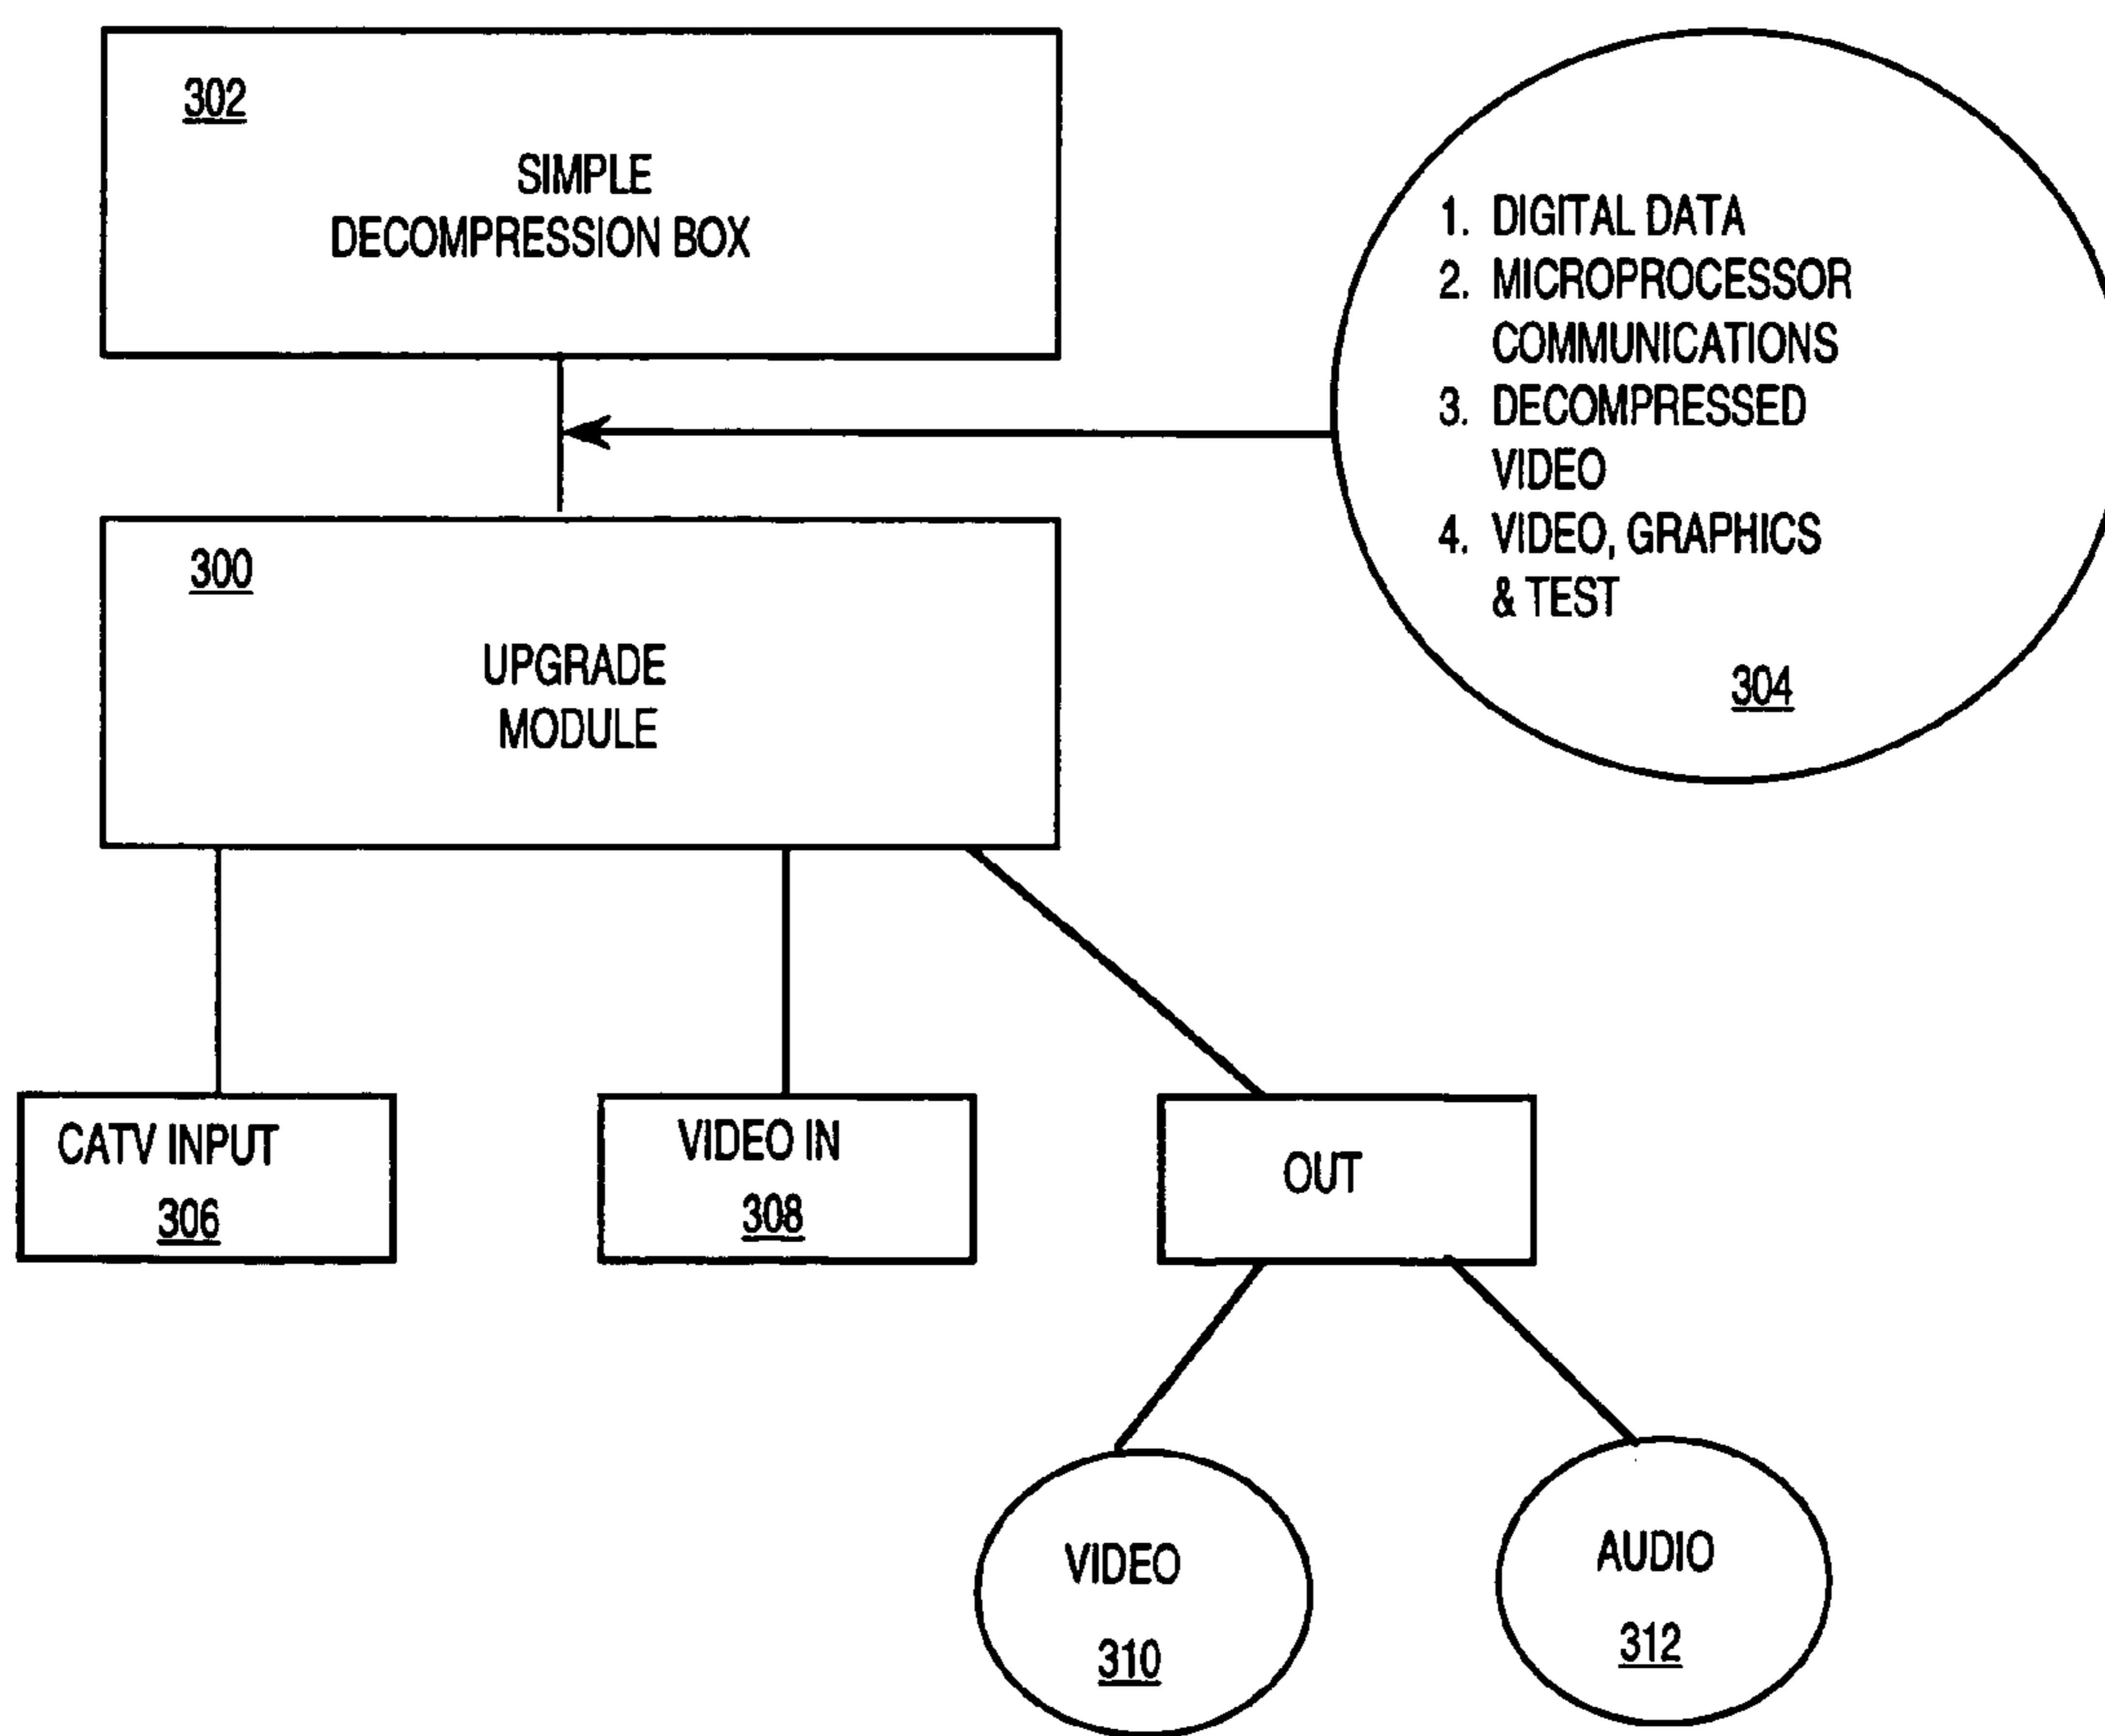 302
SIMPLE
DECOMPRESSION BOX
1. DIGITAL DATA
2. MICROPROCESSOR
COMMUNICATIONS
3. DECOMPRESSED
VIDEO
4. VIDEO, GRAPHICS
& TEST
304
300
UPGRADE
MODULE
CATV INPUT
306
VIDEO IN
308
OUT
VIDEO
310
AUDIO
312